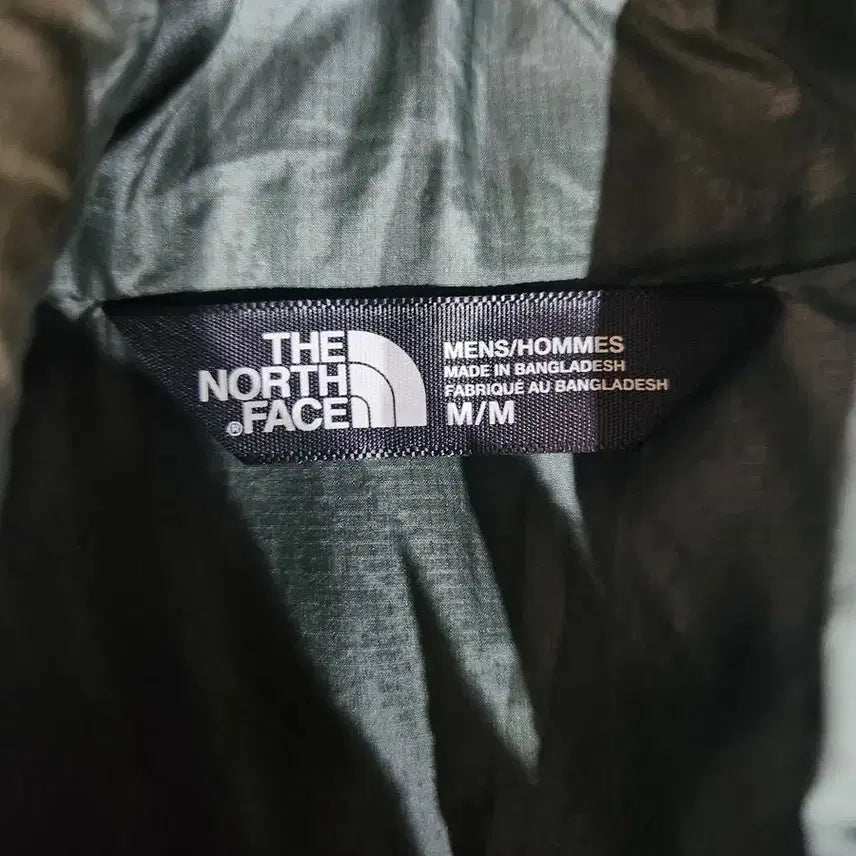 THE
NORTH
®FACE
MENS/HOMMES
MADE IN BANGLADESH
FABRIQUÉ AU BANGLADESH
M/M